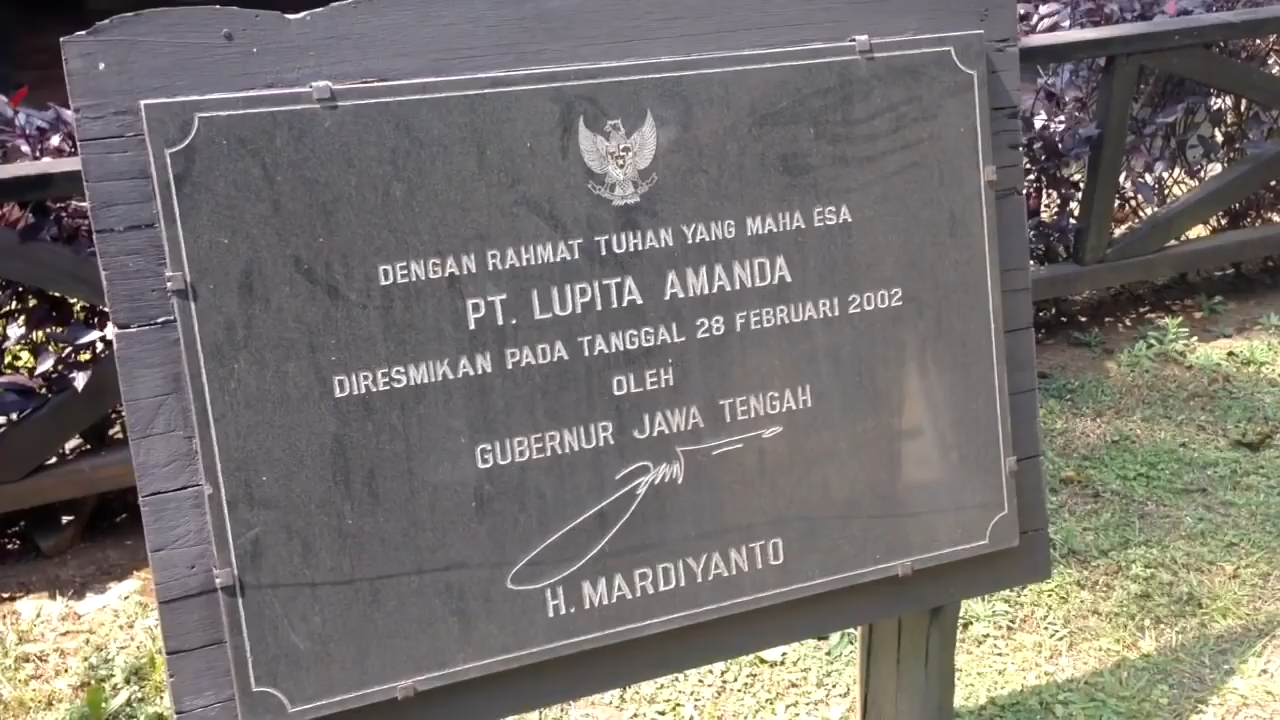 DENGAN RAHMAT TUHAN YANG MAHA ESA
PT. LUPITA AMANDA
DIRESMIKAN PADA TANGGAL 28 FEBRUARI 2002
OLEH
GUBERNUR JAWA TENGAH
H. MARDIYANTO